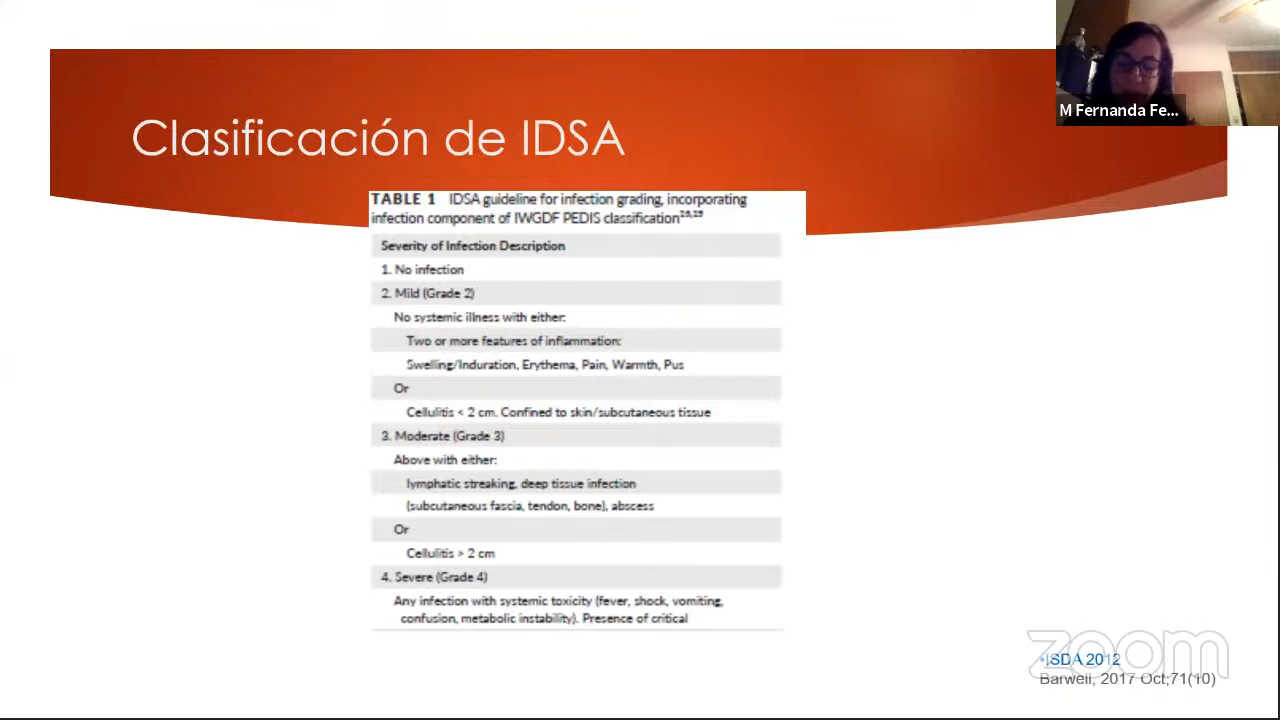 M Fernanda Fe...
Clasificación de IDSA
TABLE 1 IDSA guideline for infection grading, incorporating
infection component of IWGDF PEDIS classification28,29
Severity of Infection Description
1. No infection
2. Mild (Grade 2)
No systemic illness with either:
Two or more features of inflammation:
Swelling/Induration, Erythema, Pain, Warmth, Pus
Or
Cellulitis < 2 cm. Confined to skin/subcutaneous tissue
3. Moderate (Grade 3)
Above with either:
lymphatic streaking, deep tissue infection
(subcutaneous fascia, tendon, bone), abscess
Or
Cellulitis > 2 cm
4. Severe (Grade 4)
Any infection with systemic toxicity (fever, shock, vomiting,
confusion, metabolic instability). Presence of critical
zoom
•ISDA 2012
Barwell, 2017 Oct;71(10)